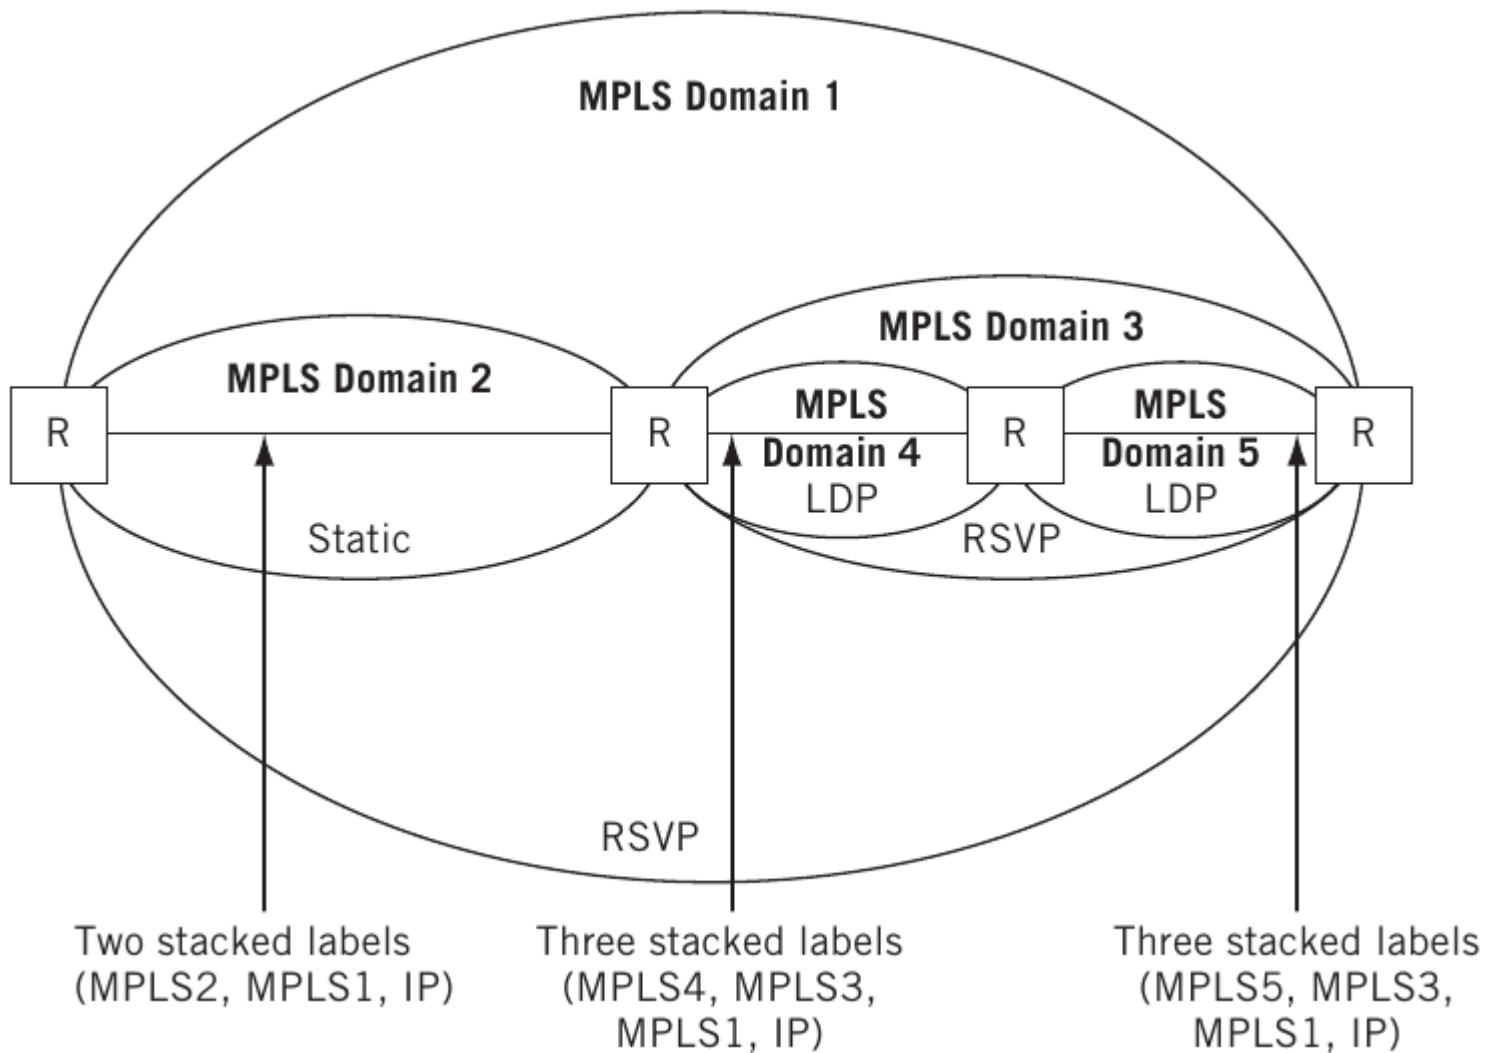 MPLS Domain 1
MPLS Domain 3
MPLS Domain 2
MPLS
Domain 4
MPLS
Domain 5
R
R
R
R
LDP
LDP
Static
RSVP
RSVP
Two stacked labels
(MPLS2, MPLS1, IP)
Three stacked labels
(MPLS4, MPLS3,
MPLS1, IP)
Three stacked labels
(MPLS5, MPLS3,
MPLS1, IP)